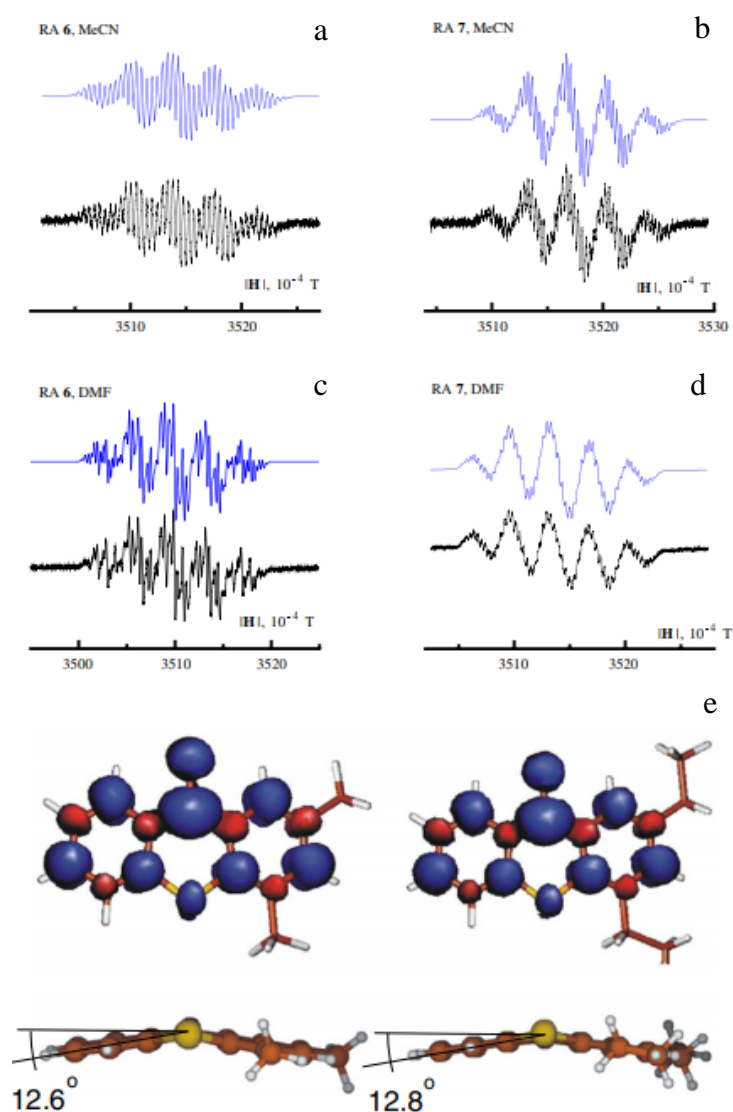 RA 6, MeCN
a
|H|, 10⁻⁴ T
3510 3520
RA 7, MeCN
b
|H|, 10⁻⁴ T
3510 3520 3530
RA 6, DMF
c
|H|, 10⁻⁴ T
3500 3510 3520
RA 7, DMF
d
|H|, 10⁻⁴ T
3510 3520
e
12.6°
12.8°